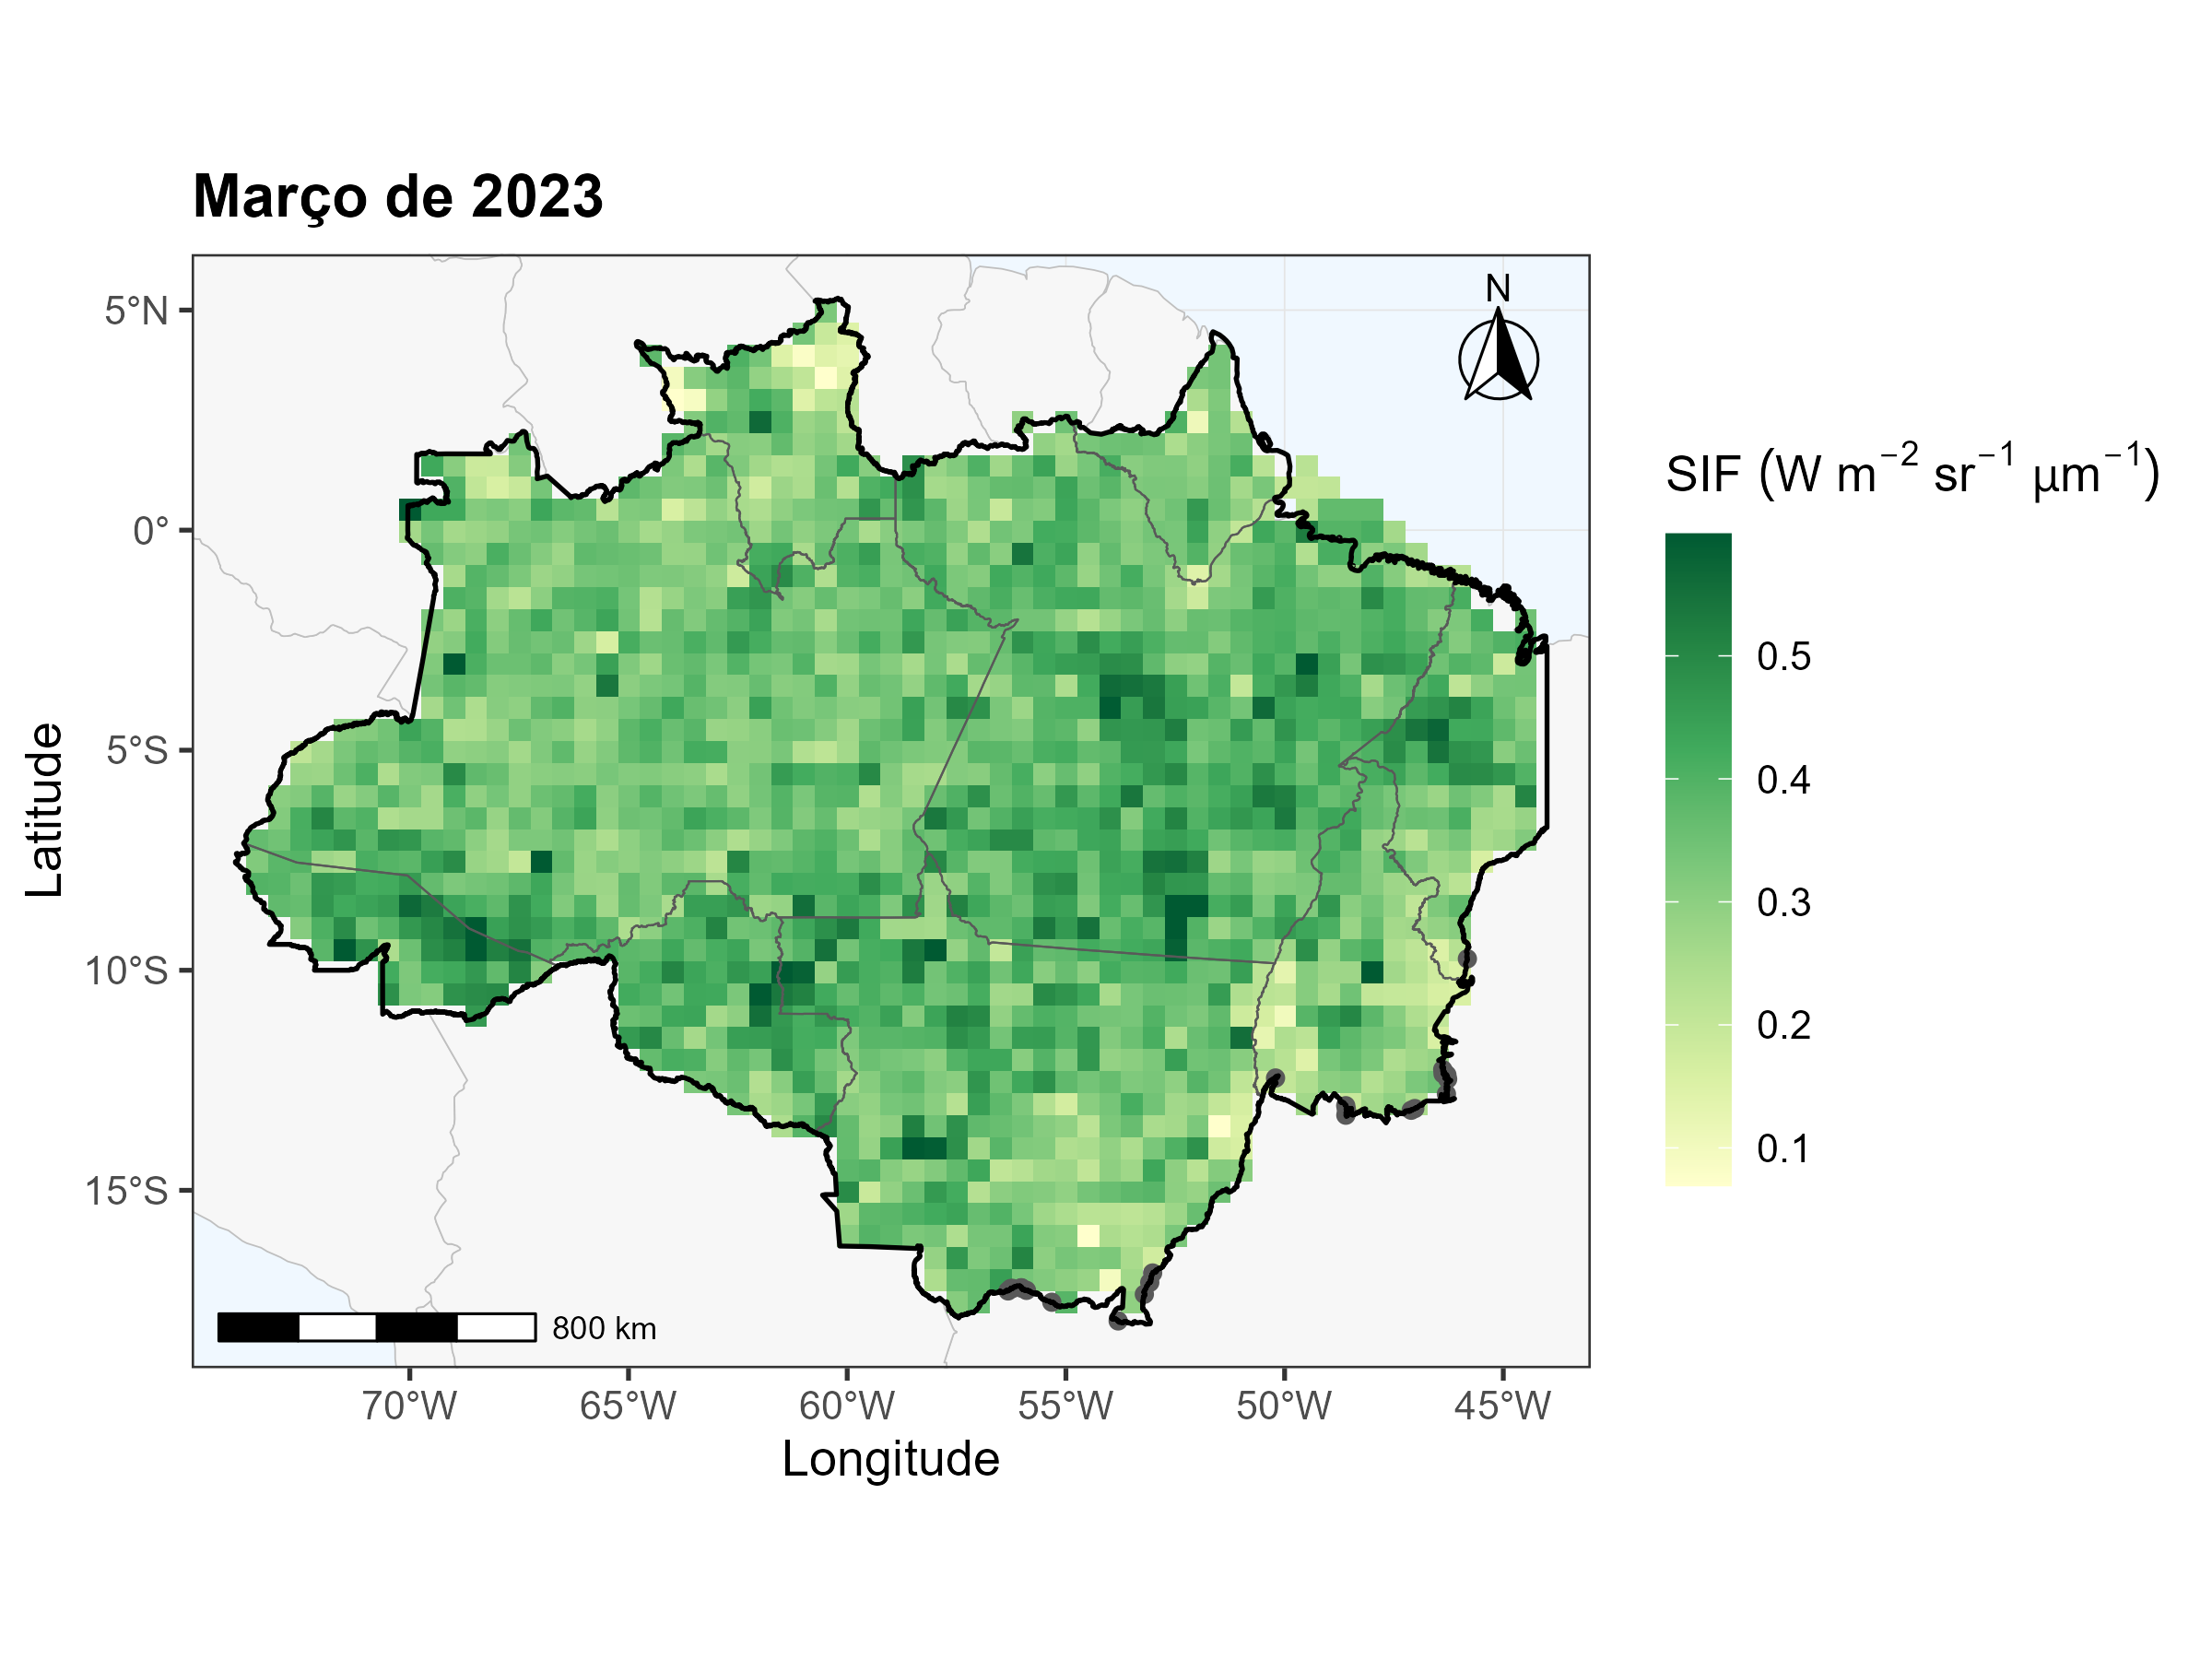 Março de 2023
N
5°N
0°
5°S
10°S
15°S
Latitude
800 km
70°W 65°W 60°W 55°W 50°W 45°W
Longitude
SIF (W m⁻² sr⁻¹ μm⁻¹)
0.5
0.4
0.3
0.2
0.1